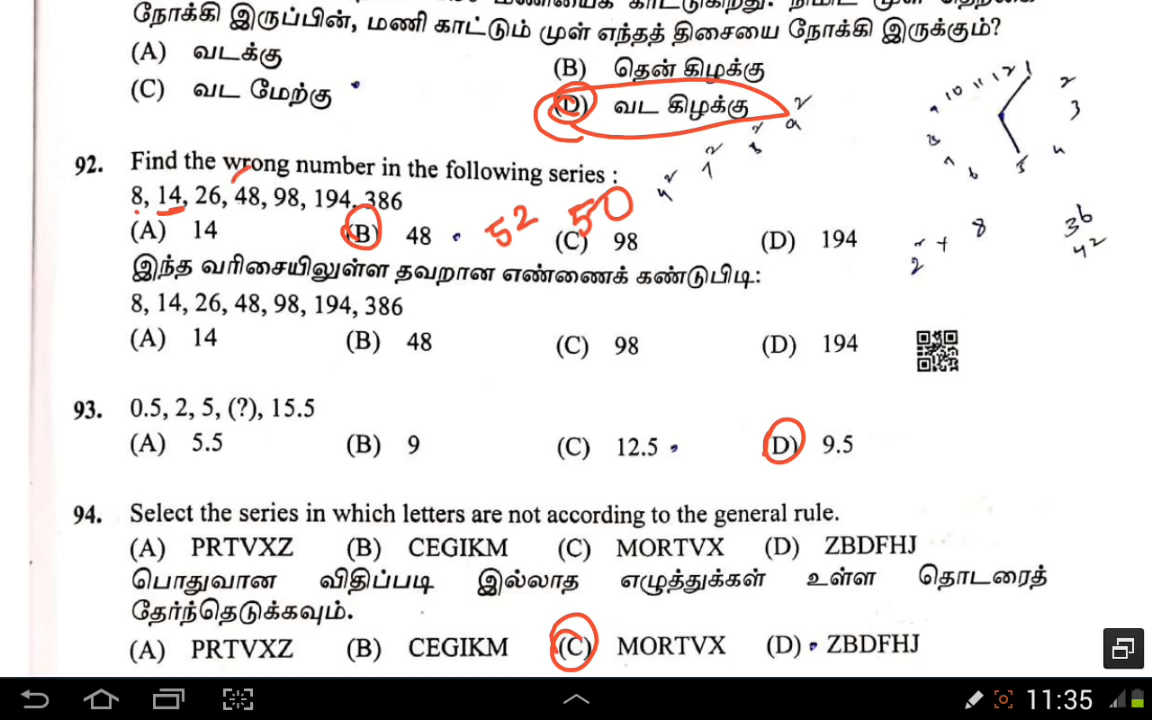 நோக்கி இருப்பின், மணி காட்டும் முள் எந்தத் திசையை நோக்கி இருக்கும்?
(A) வடக்கு (B) தென் கிழக்கு
(C) வட மேற்கு (D) வட கிழக்கு
92. Find the wrong number in the following series :
8, 14, 26, 48, 98, 194, 386
(A) 14 (B) 48 52 50 (C) 98 (D) 194
இந்த வரிசையிலுள்ள தவறான எண்ணைக் கண்டுபிடி:
8, 14, 26, 48, 98, 194, 386
(A) 14 (B) 48 (C) 98 (D) 194
93. 0.5, 2, 5, (?), 15.5
(A) 5.5 (B) 9 (C) 12.5 (D) 9.5
94. Select the series in which letters are not according to the general rule.
(A) PRTVXZ (B) CEGIKM (C) MORTVX (D) ZBDFHJ
பொதுவான விதிப்படி இல்லாத எழுத்துக்கள் உள்ள தொடரைத்
தேர்ந்தெடுக்கவும்.
(A) PRTVXZ (B) CEGIKM (C) MORTVX (D) ZBDFHJ
11:35